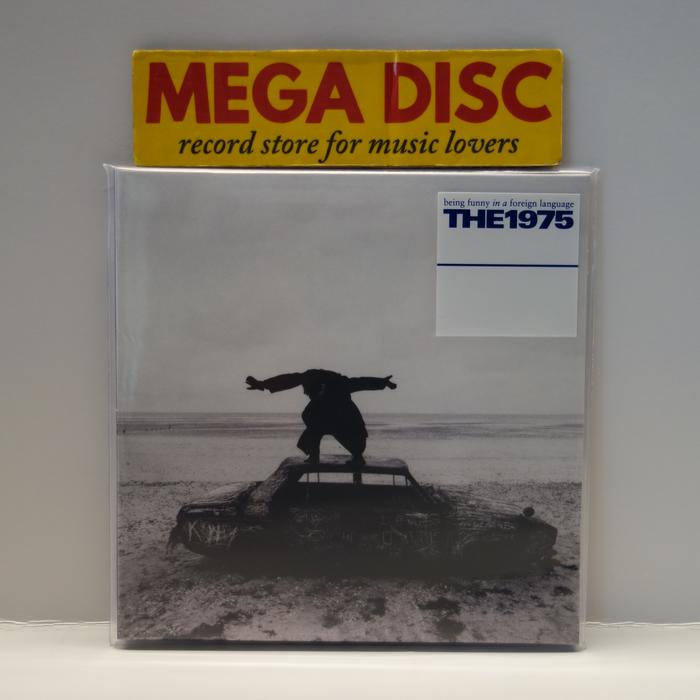 MEGA DISC
record store for music lovers
being funny in a foreign language
THE1975